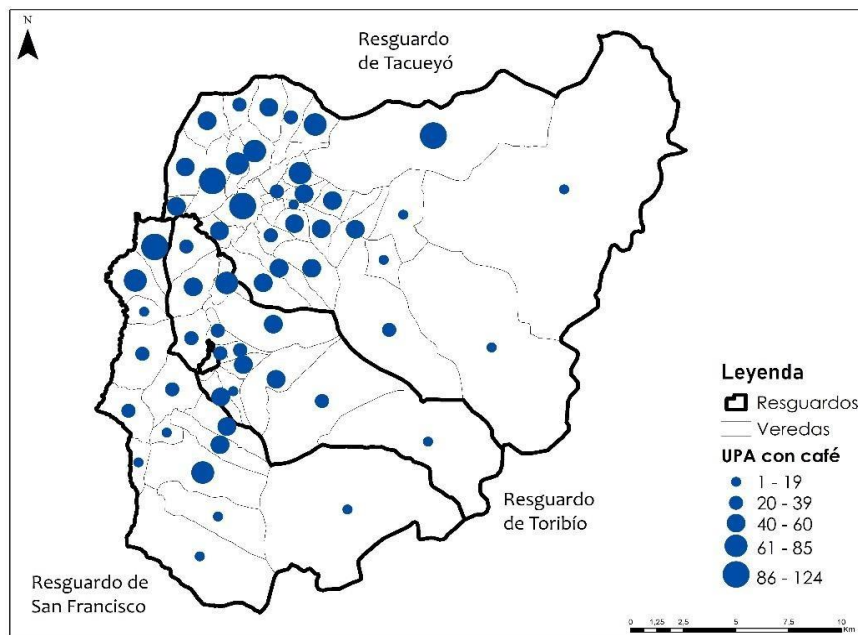 N
Resguardo
de Tacueyó
Leyenda
Resguardos
Veredas
UPA con café
1 - 19
20 - 39
40 - 60
61 - 85
86 - 124
Resguardo
de Toribío
Resguardo de
San Francisco
0 1,25 2,5 5 7,5 10
Km